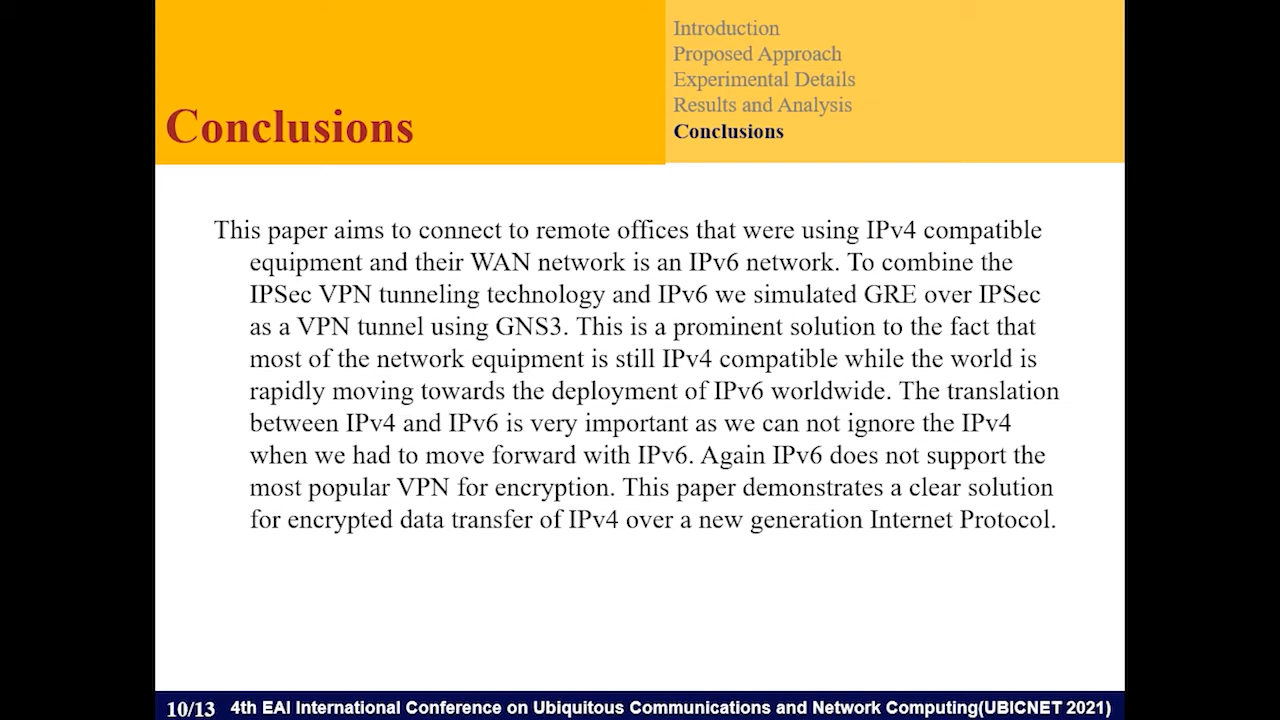 Conclusions
Introduction
Proposed Approach
Experimental Details
Results and Analysis
Conclusions
This paper aims to connect to remote offices that were using IPv4 compatible
equipment and their WAN network is an IPv6 network. To combine the
IPSec VPN tunneling technology and IPv6 we simulated GRE over IPSec
as a VPN tunnel using GNS3. This is a prominent solution to the fact that
most of the network equipment is still IPv4 compatible while the world is
rapidly moving towards the deployment of IPv6 worldwide. The translation
between IPv4 and IPv6 is very important as we can not ignore the IPv4
when we had to move forward with IPv6. Again IPv6 does not support the
most popular VPN for encryption. This paper demonstrates a clear solution
for encrypted data transfer of IPv4 over a new generation Internet Protocol.
10/13 4th EAI International Conference on Ubiquitous Communications and Network Computing(UBICNET 2021)